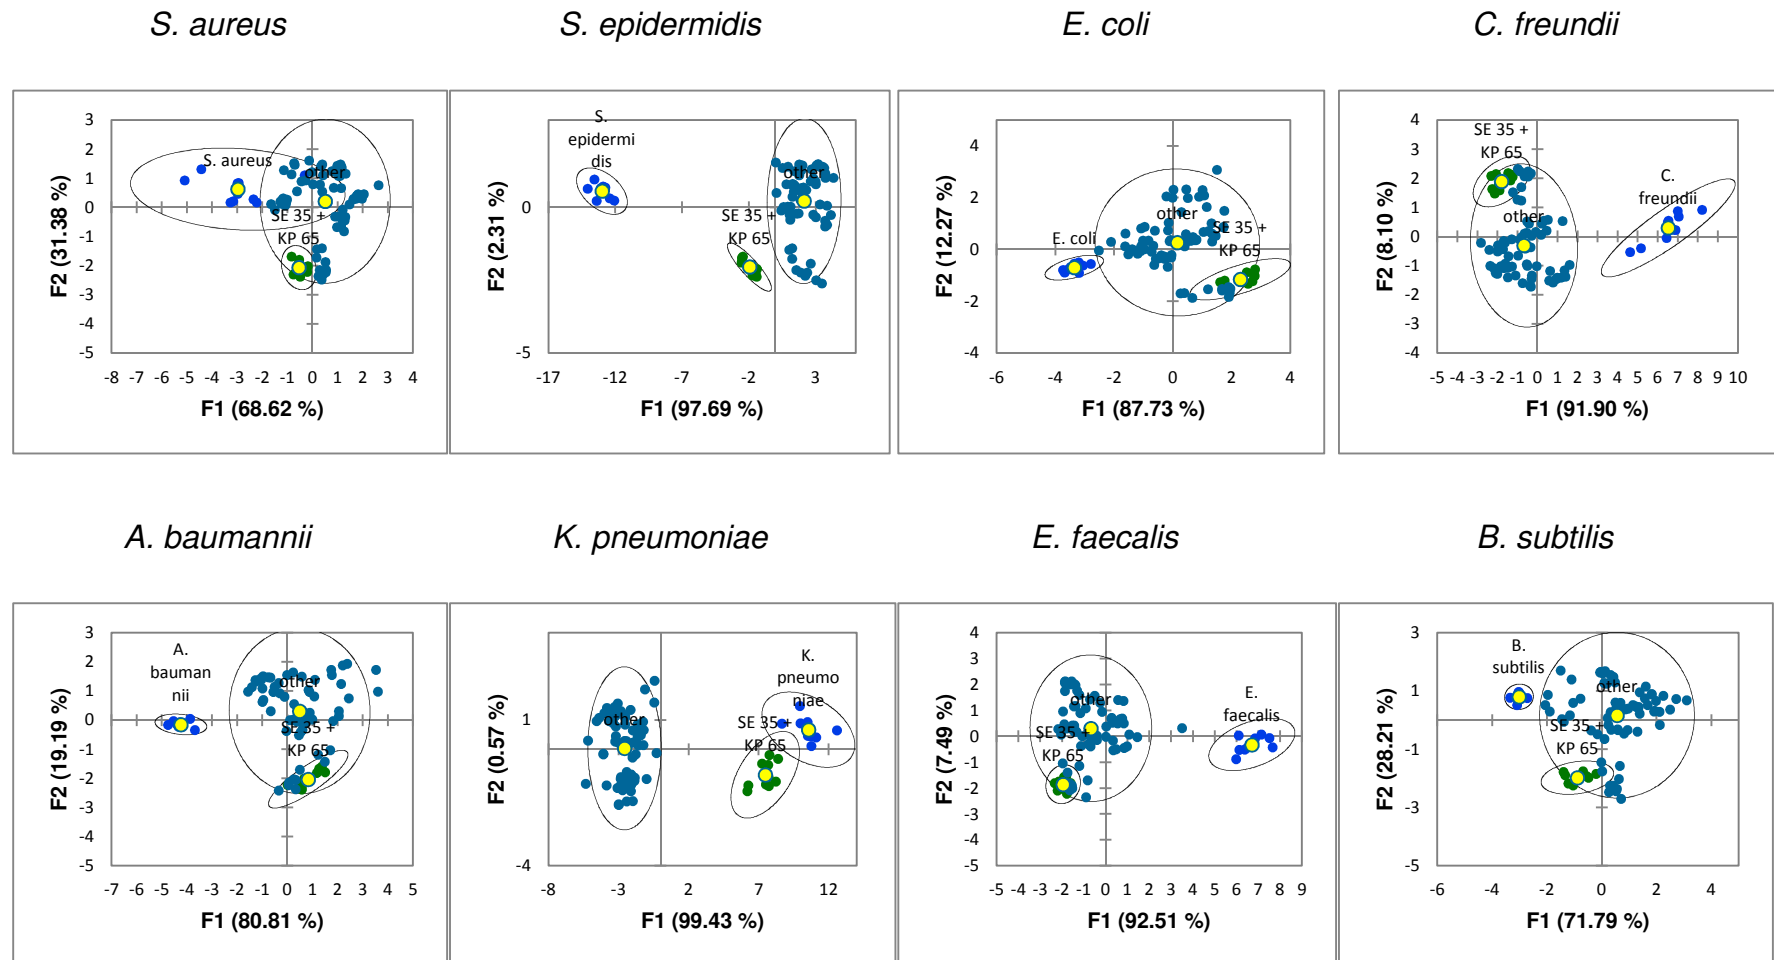 S. aureus
S. epidermidis
E. coli
C. freundii
3
2
1
0
-1
-2
-3
-4
-5
F2 (31.38 %)
S. aureus
other
SE 35 +
KP 65
-8 -7 -6 -5 -4 -3 -2 -1 0 1 2 3 4
F1 (68.62 %)
0
-5
F2 (2.31 %)
S.
epidermi
dis
other
SE 35 +
KP 65
-17 -12 -7 -2 3
F1 (97.69 %)
4
2
0
-2
-4
F2 (12.27 %)
other
E. coli
SE 35 +
KP 65
-6 -4 -2 0 2 4
F1 (87.73 %)
4
3
2
1
0
-1
-2
-3
-4
F2 (8.10 %)
SE 35 +
KP 65
C.
freundii
other
-5 -4 -3 -2 -1 0 1 2 3 4 5 6 7 8 9 10
F1 (91.90 %)
A. baumannii
K. pneumoniae
E. faecalis
B. subtilis
3
2
1
0
-1
-2
-3
-4
-5
F2 (19.19 %)
A.
bauman
nii
other
SE 35 +
KP 65
-7 -6 -5 -4 -3 -2 -1 0 1 2 3 4 5
F1 (80.81 %)
1
-4
F2 (0.57 %)
K.
pneumo
niae
other
SE 35 +
KP 65
-8 -3 2 7 12
F1 (99.43 %)
4
3
2
1
0
-1
-2
-3
-4
-5
F2 (7.49 %)
E.
faecalis
other
SE 35 +
KP 65
-5 -4 -3 -2 -1 0 1 2 3 4 5 6 7 8 9
F1 (92.51 %)
3
1
-1
-3
-5
F2 (28.21 %)
B.
subtilis
other
SE 35 +
KP 65
-6 -4 -2 0 2 4
F1 (71.79 %)